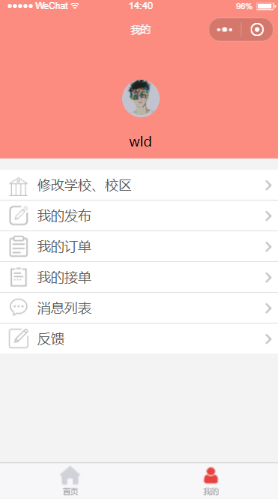 WeChat 14:40 96%
我的
wld
修改学校、校区
我的发布
我的订单
我的接单
消息列表
反馈
首页 我的